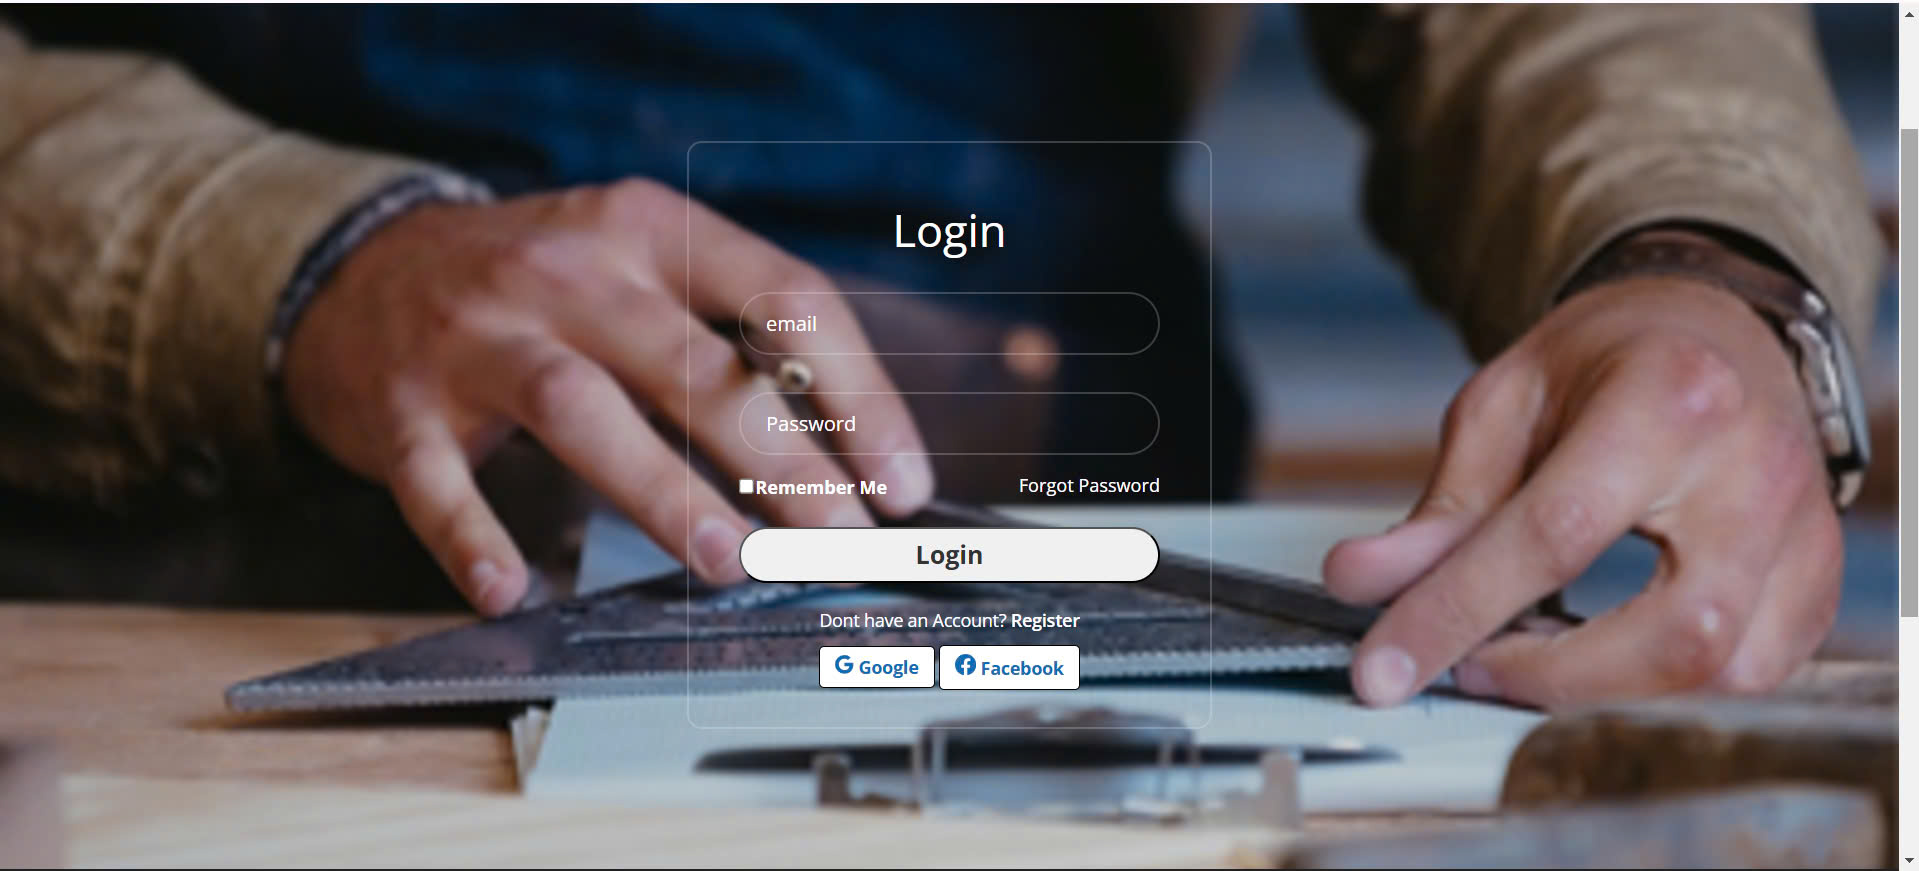 Login
email
Password
Remember Me Forgot Password
Login
Dont have an Account? Register
Google Facebook